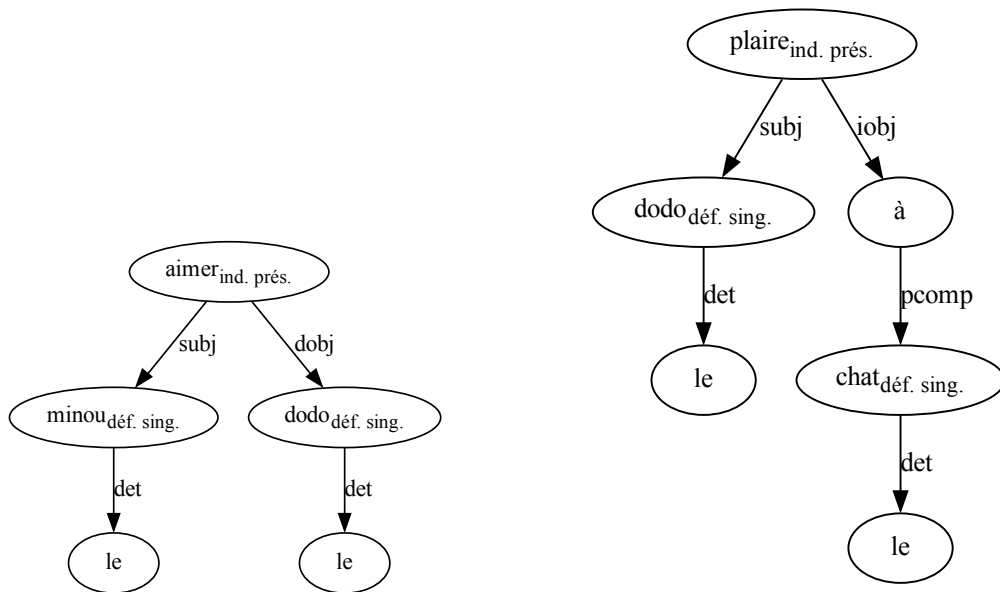 aimer ind. prés.
subj dobj
minou déf. sing. dodo déf. sing.
det det
le le
plaire ind. prés.
subj iobj
dodo déf. sing. à
det pcomp
le chat déf. sing.
det
le